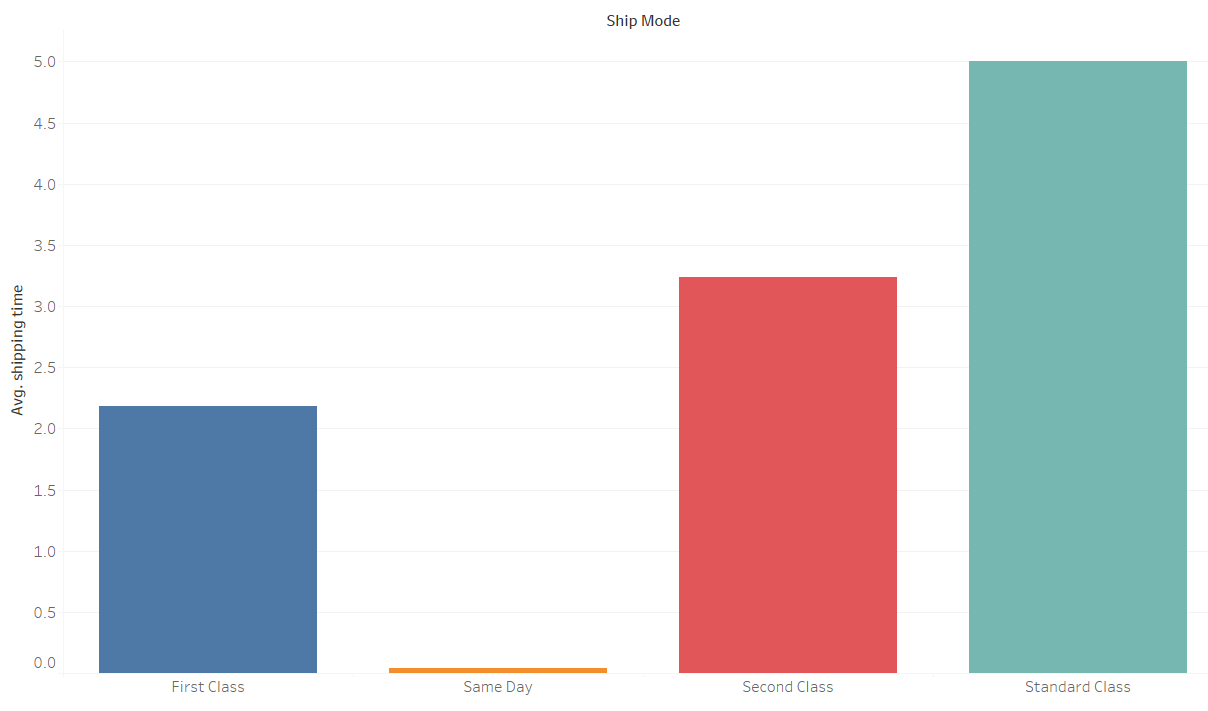 Ship Mode
Avg. shipping time
5.0
4.5
4.0
3.5
3.0
2.5
2.0
1.5
1.0
0.5
0.0
First Class
Same Day
Second Class
Standard Class